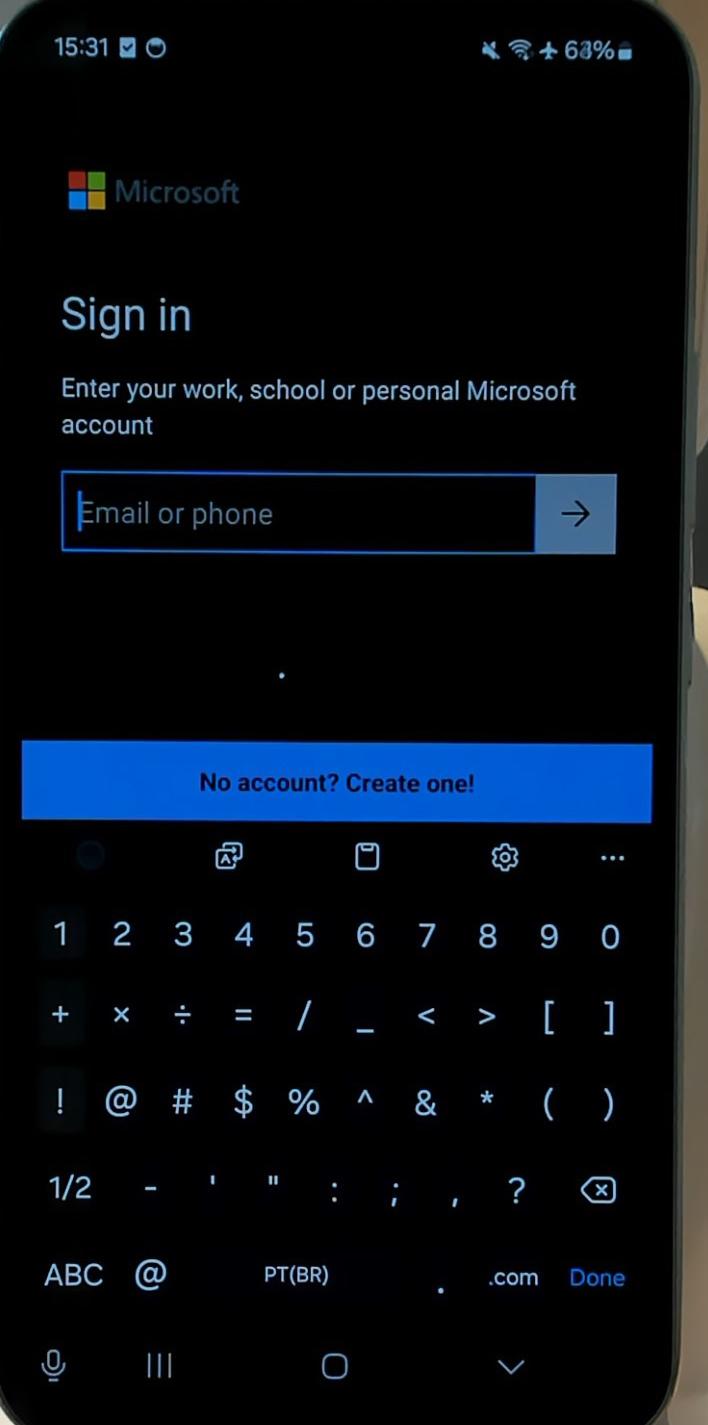 15:31
Microsoft
Sign in
Enter your work, school or personal Microsoft
account
Email or phone
No account? Create one!
1 2 3 4 5 6 7 8 9 0
+ × ÷ = / _ < > [ ]
! @ # $ % ^ & * ( )
1/2 - ' " : ; , ?
ABC @ PT(BR) . .com Done